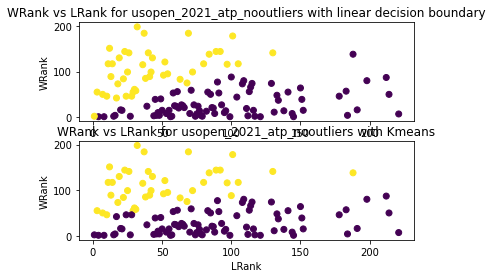 WRank vs LRank for usopen_2021_atp_nooutliers with linear decision boundary
200
100
0
WRank
0 50 100 150 200
WRank vs LRank for usopen_2021_atp_nooutliers with Kmeans
200
100
0
WRank
0 50 100 150 200
LRank